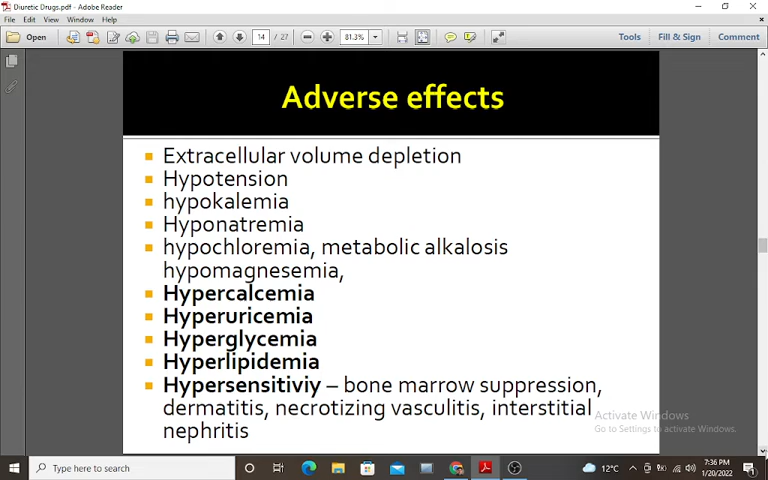 Diuretic Drugs.pdf - Adobe Reader
File Edit View Window Help
Open 14 / 27 81.3% Tools Fill & Sign Comment
Adverse effects
Extracellular volume depletion
Hypotension
hypokalemia
Hyponatremia
hypochloremia, metabolic alkalosis
hypomagnesemia,
Hypercalcemia
Hyperuricemia
Hyperglycemia
Hyperlipidemia
Hypersensitiviy – bone marrow suppression,
dermatitis, necrotizing vasculitis, interstitial
nephritis
Activate Windows
Go to Settings to activate Windows.
Type here to search
12°C
7:36 PM
1/20/2022